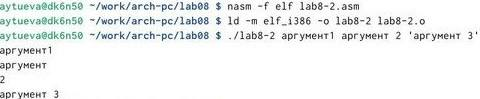 aytueva@dk6n50 ~/work/arch-pc/lab08 $ nasm -f elf lab8-2.asm
aytueva@dk6n50 ~/work/arch-pc/lab08 $ ld -m elf_i386 -o lab8-2 lab8-2.o
aytueva@dk6n50 ~/work/arch-pc/lab08 $ ./lab8-2 аргумент1 аргумент 2 'аргумент 3'
аргумент1
аргумент
2
аргумент 3